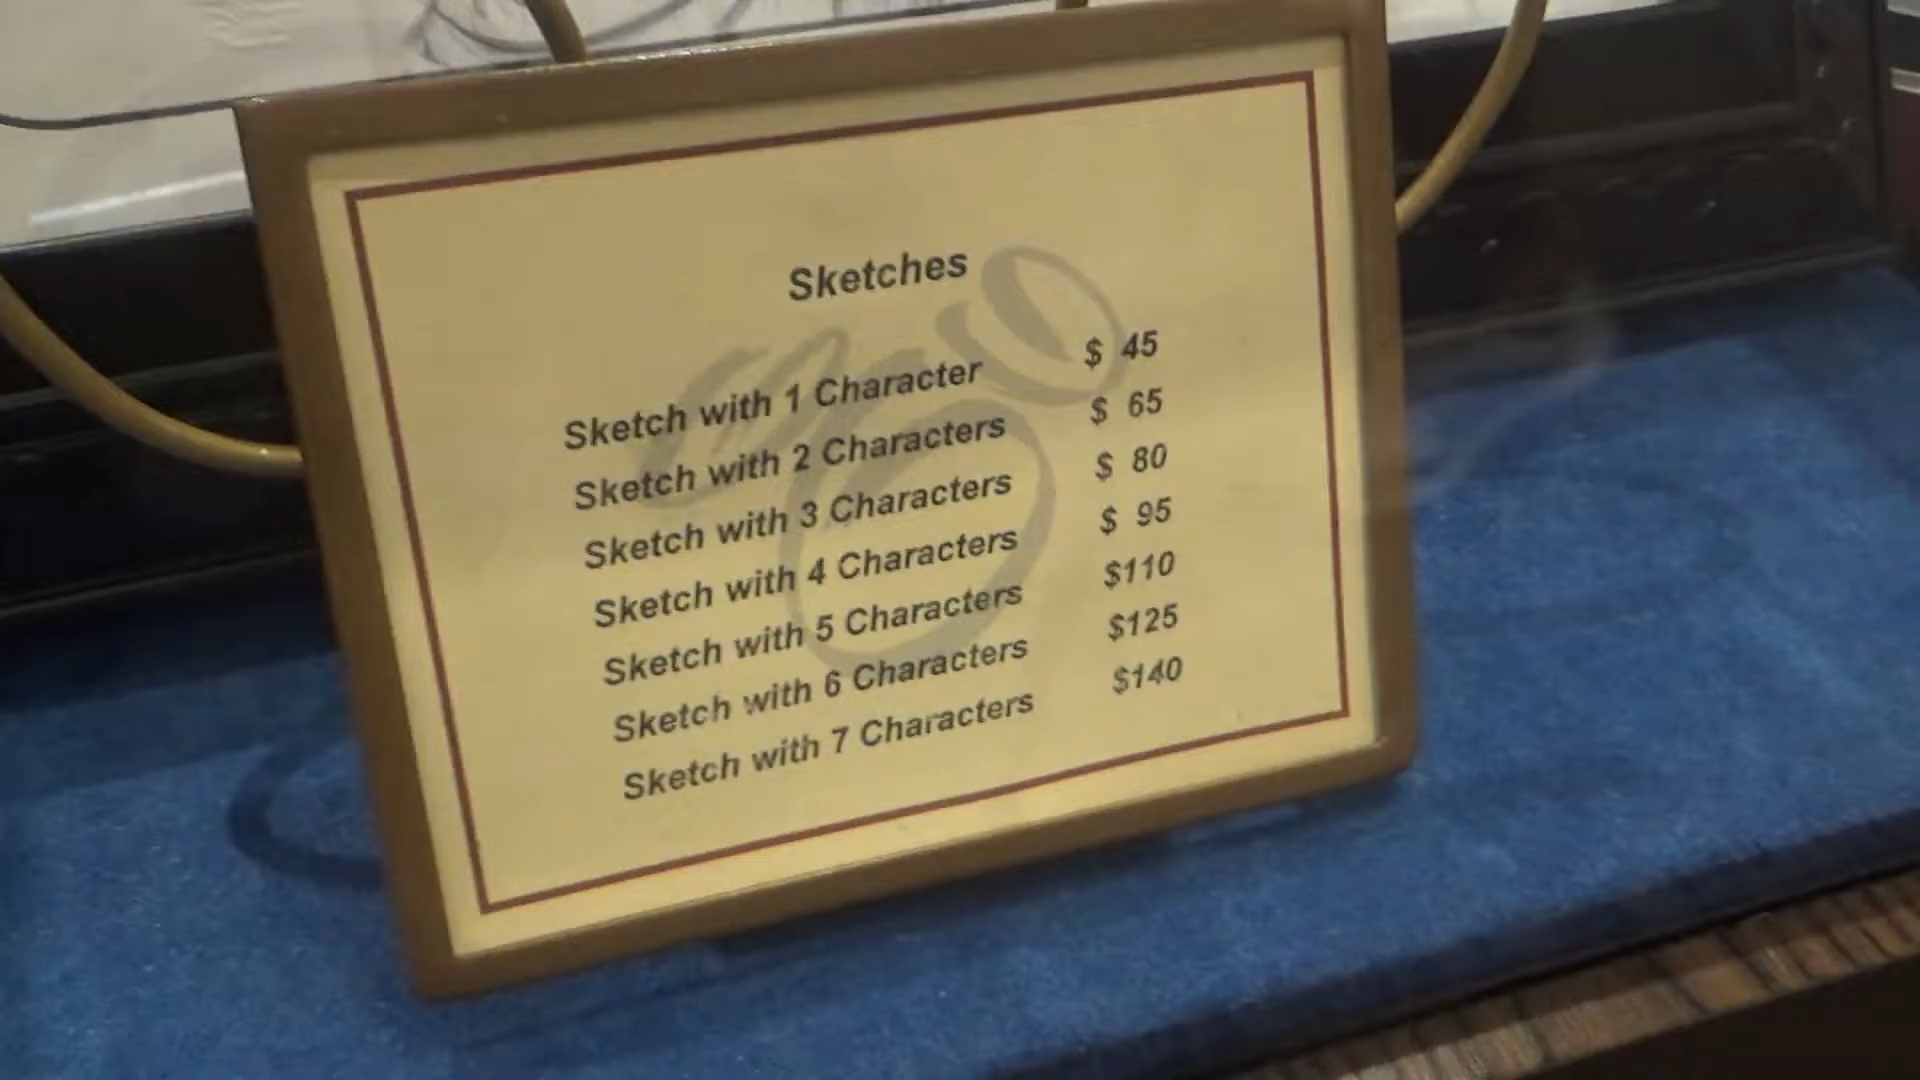 Sketches
Sketch with 1 Character $ 45
Sketch with 2 Characters $ 65
Sketch with 3 Characters $ 80
Sketch with 4 Characters $ 95
Sketch with 5 Characters $110
Sketch with 6 Characters $125
Sketch with 7 Characters $140